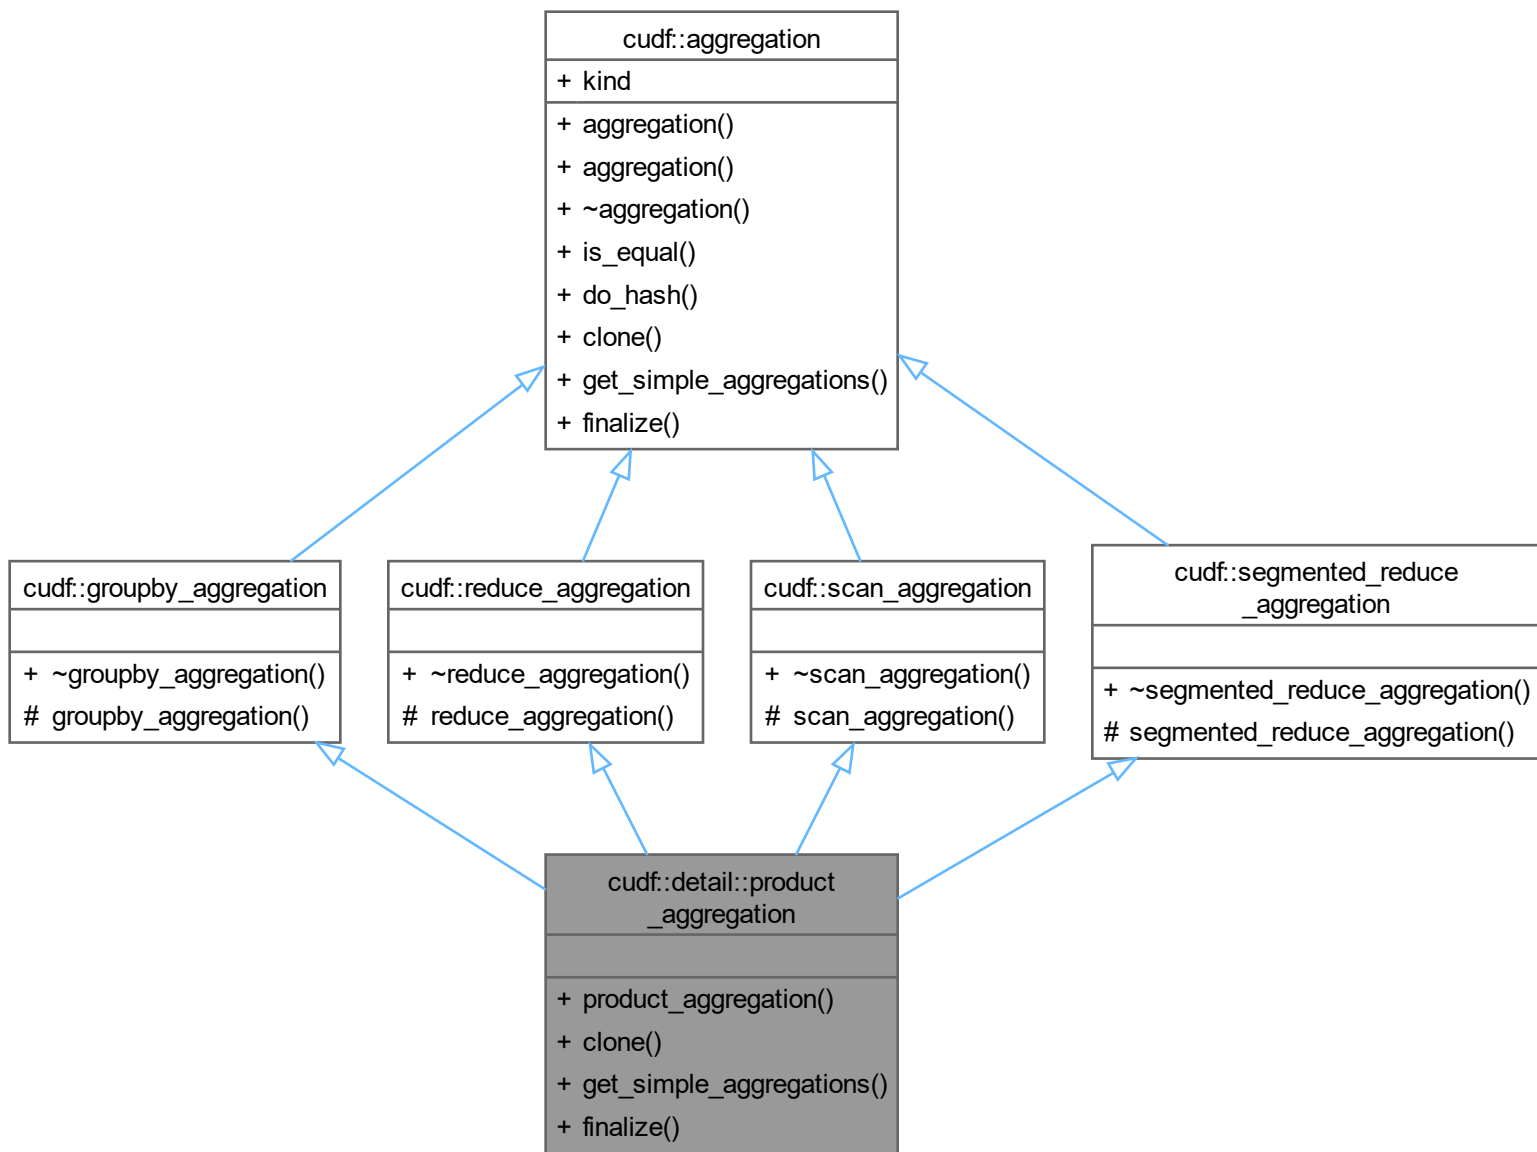 cudf::aggregation
+ kind
+ aggregation()
+ aggregation()
+ ~aggregation()
+ is_equal()
+ do_hash()
+ clone()
+ get_simple_aggregations()
+ finalize()
cudf::groupby_aggregation
+ ~groupby_aggregation()
# groupby_aggregation()
cudf::reduce_aggregation
+ ~reduce_aggregation()
# reduce_aggregation()
cudf::scan_aggregation
+ ~scan_aggregation()
# scan_aggregation()
cudf::segmented_reduce
_aggregation
+ ~segmented_reduce_aggregation()
# segmented_reduce_aggregation()
cudf::detail::product
_aggregation
+ product_aggregation()
+ clone()
+ get_simple_aggregations()
+ finalize()